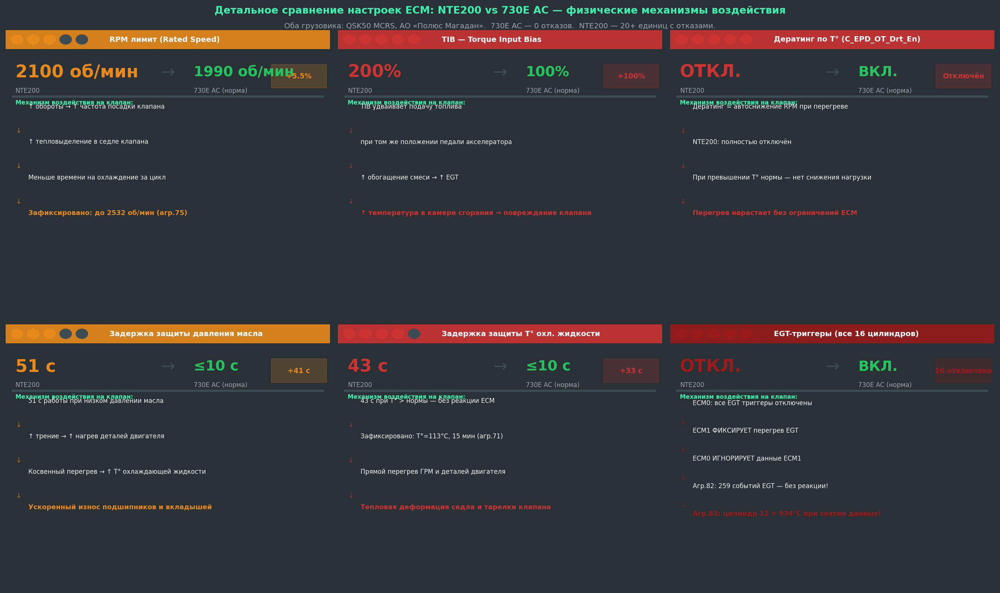 Детальное сравнение настроек ECM: NTE200 vs 730E AC — физические механизмы воздействия
Оба грузовика: QSK50 MCRS, АО «Полюс Магадан».  730E AC — 0 отказов.  NTE200 — 20+ единиц с отказами.
RPM лимит (Rated Speed)
2100 об/мин → 1990 об/мин +5.5%
NTE200 730E AC (норма)
Механизм воздействия на клапан:
↑ обороты → ↑ частота посадки клапана
↓
↑ тепловыделение в седле клапана
↓
Меньше времени на охлаждение за цикл
↓
Зафиксировано: до 2532 об/мин (агр.75)
TIB — Torque Input Bias
200% → 100% +100%
NTE200 730E AC (норма)
Механизм воздействия на клапан:
TIB удваивает подачу топлива
↓
при том же положении педали акселератора
↓
↑ обогащение смеси → ↑ EGT
↓
↑ температура в камере сгорания → повреждение клапана
Дератинг по T° (C_EPD_OT_Drt_En)
ОТКЛ. → ВКЛ. Отключён
NTE200 730E AC (норма)
Механизм воздействия на клапан:
Дератинг = автоснижение RPM при перегреве
↓
NTE200: полностью отключён
↓
При превышении T° нормы — нет снижения нагрузки
↓
Перегрев нарастает без ограничений ECM
Задержка защиты давления масла
51 с → ≤10 с +41 с
NTE200 730E AC (норма)
Механизм воздействия на клапан:
51 с работы при низком давлении масла
↓
↑ трение → ↑ нагрев деталей двигателя
↓
Косвенный перегрев → ↑ T° охлаждающей жидкости
↓
Ускоренный износ подшипников и вкладышей
Задержка защиты T° охл. жидкости
43 с → ≤10 с +33 с
NTE200 730E AC (норма)
Механизм воздействия на клапан:
43 с при T° > нормы — без реакции ECM
↓
Зафиксировано: T°=113°C, 15 мин (агр.71)
↓
Прямой перегрев ГРМ и деталей двигателя
↓
Тепловая деформация седла и тарелки клапана
EGT-триггеры (все 16 цилиндров)
ОТКЛ. → ВКЛ. 16 отключено
NTE200 730E AC (норма)
Механизм воздействия на клапан:
ECM0: все EGT триггеры отключены
↓
ECM1 ФИКСИРУЕТ перегрев EGT
↓
ECM0 ИГНОРИРУЕТ данные ECM1
↓
Агр.82: 259 событий EGT — без реакции!
↓
Агр.83: цилиндр 12 = 934°C при снятии данных!